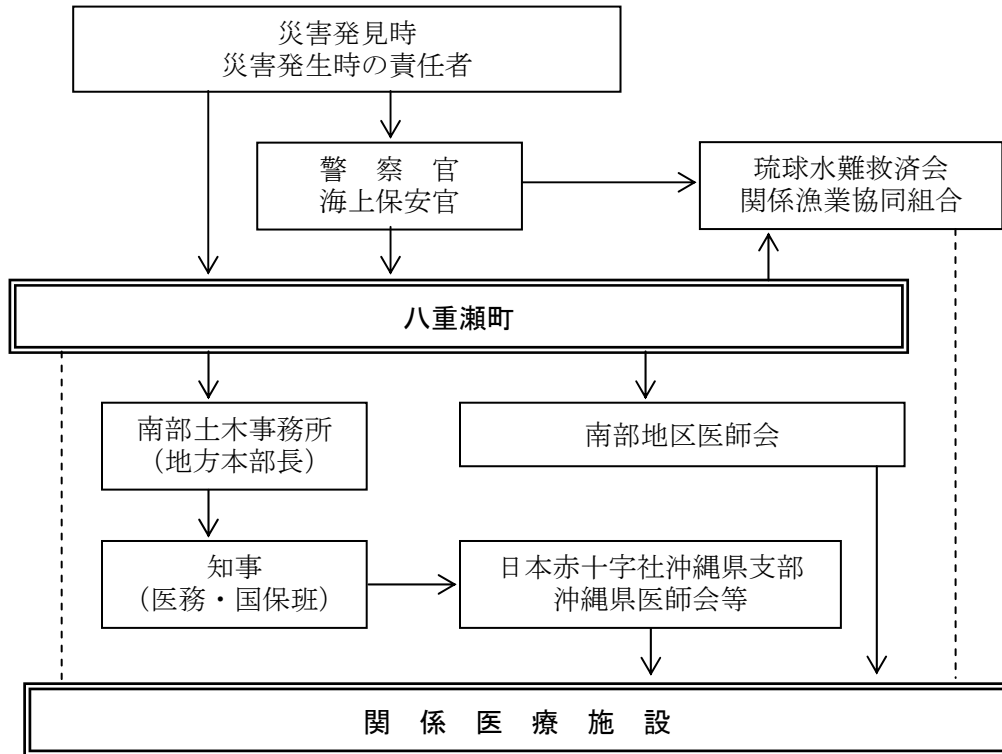 災害発見時
災害発生時の責任者
警　察　官
海上保安官
琉球水難救済会
関係漁業協同組合
八重瀬町
南部土木事務所
（地方本部長）
南部地区医師会
知事
（医務・国保班）
日本赤十字社沖縄県支部
沖縄県医師会等
関　係　医　療　施　設